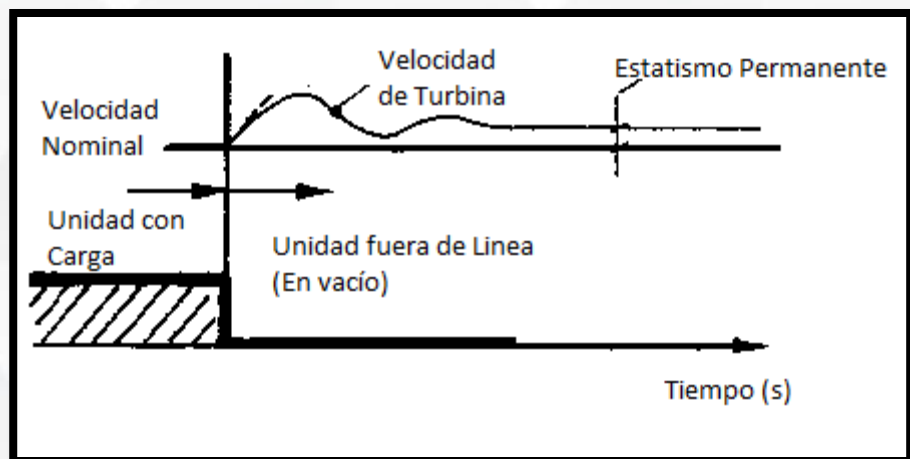 Velocidad
de Turbina
Estatismo Permanente
Velocidad
Nominal
Unidad con
Carga
Unidad fuera de Linea
(En vacío)
Tiempo (s)